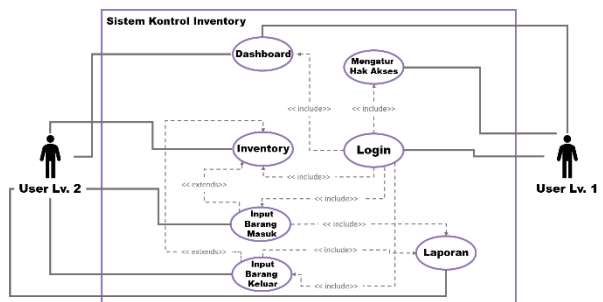 Sistem Kontrol Inventory
Dashboard
Mengatur
Hak Akses
<< include>>
<< include>>
Inventory
Login
<< extends>>
<< include>>
User Lv. 2
User Lv. 1
<< include>>
Input
Barang
Masuk
<< include>>
<< extends>>
<< include>>
Laporan
Input
Barang
Keluar
<< include>>